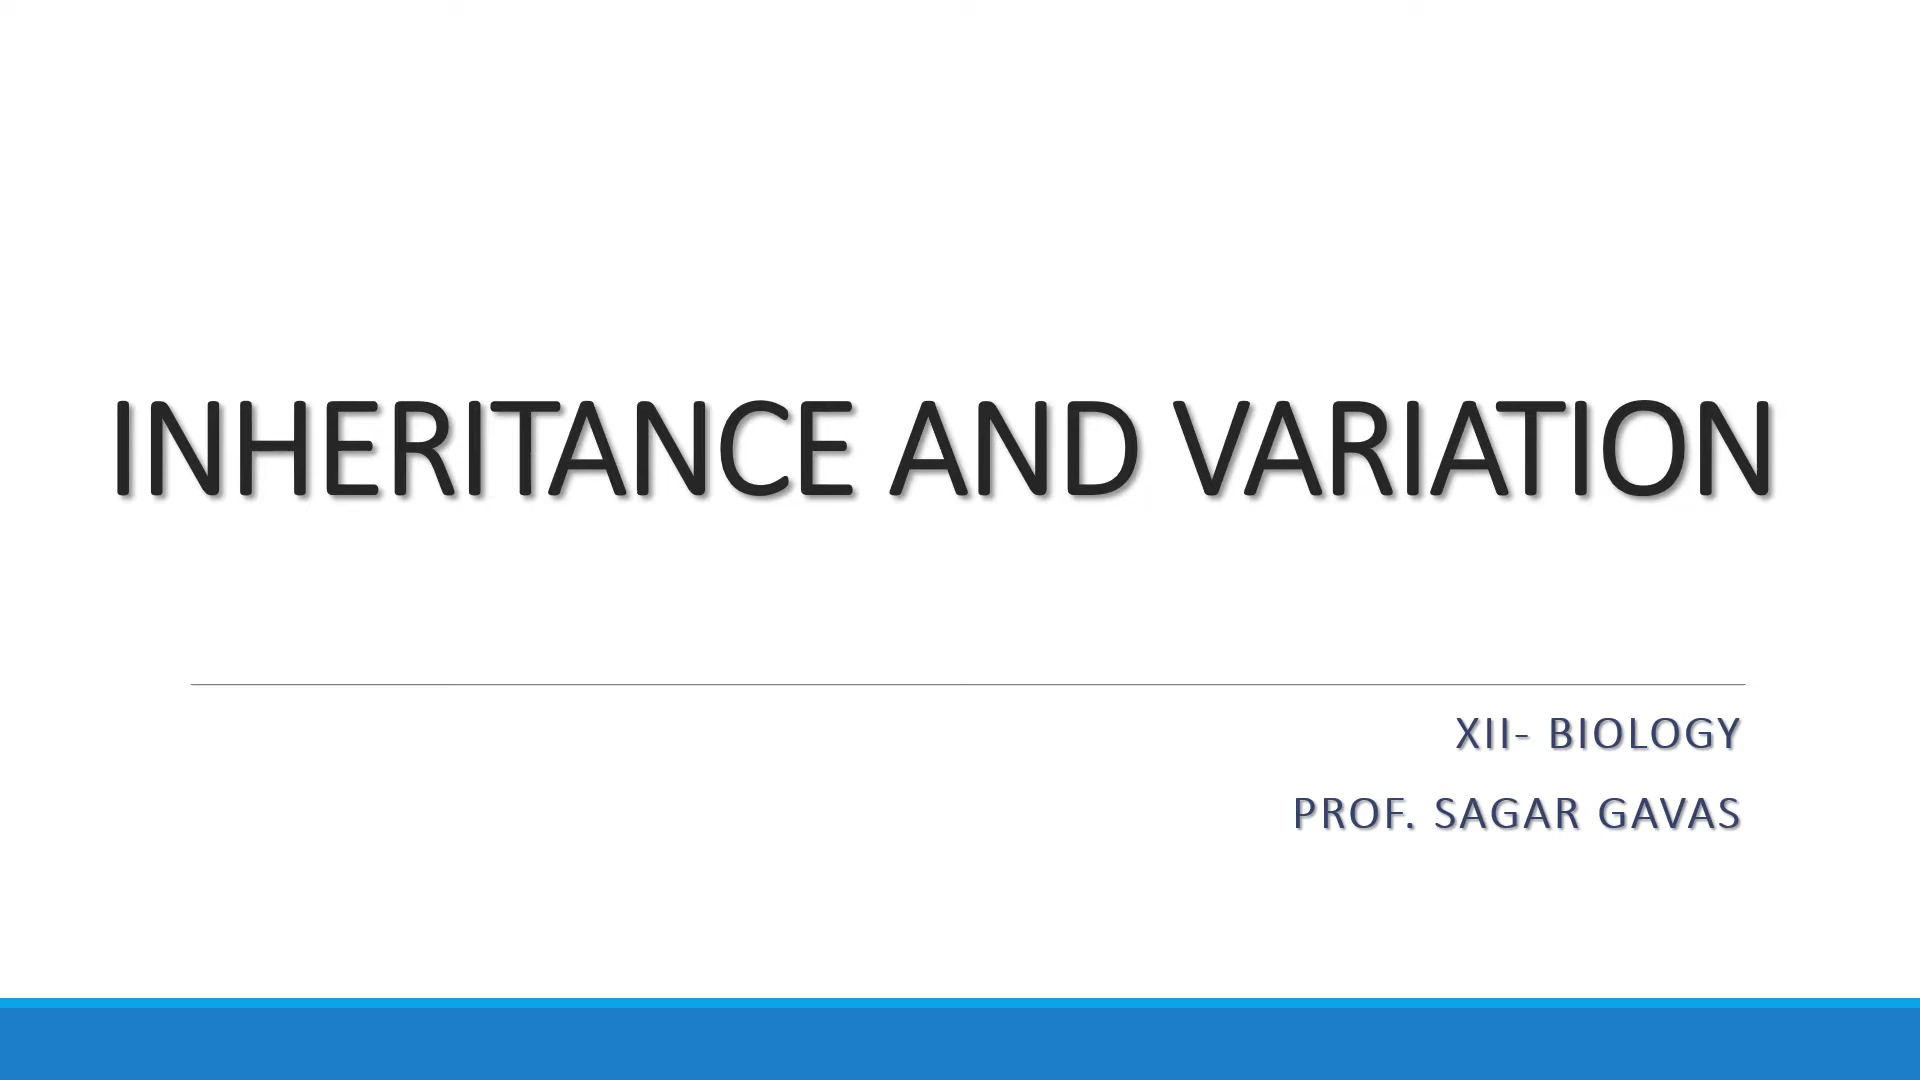 INHERITANCE AND VARIATION
XII- BIOLOGY
PROF. SAGAR GAVAS